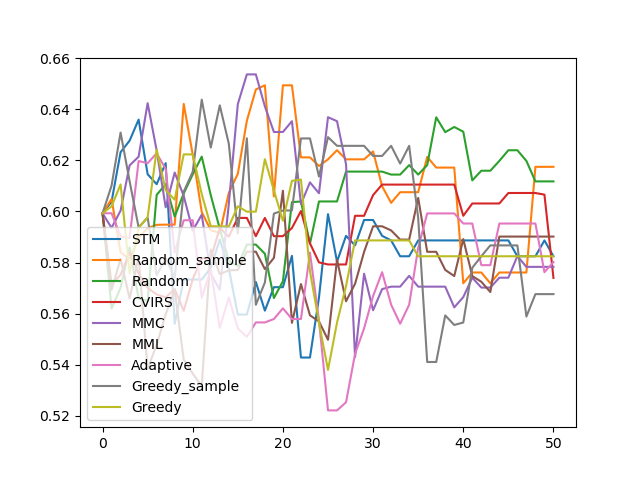 0.66
0.64
0.62
0.60
0.58
0.56
0.54
0.52
STM
Random_sample
Random
CVIRS
MMC
MML
Adaptive
Greedy_sample
Greedy
0 10 20 30 40 50